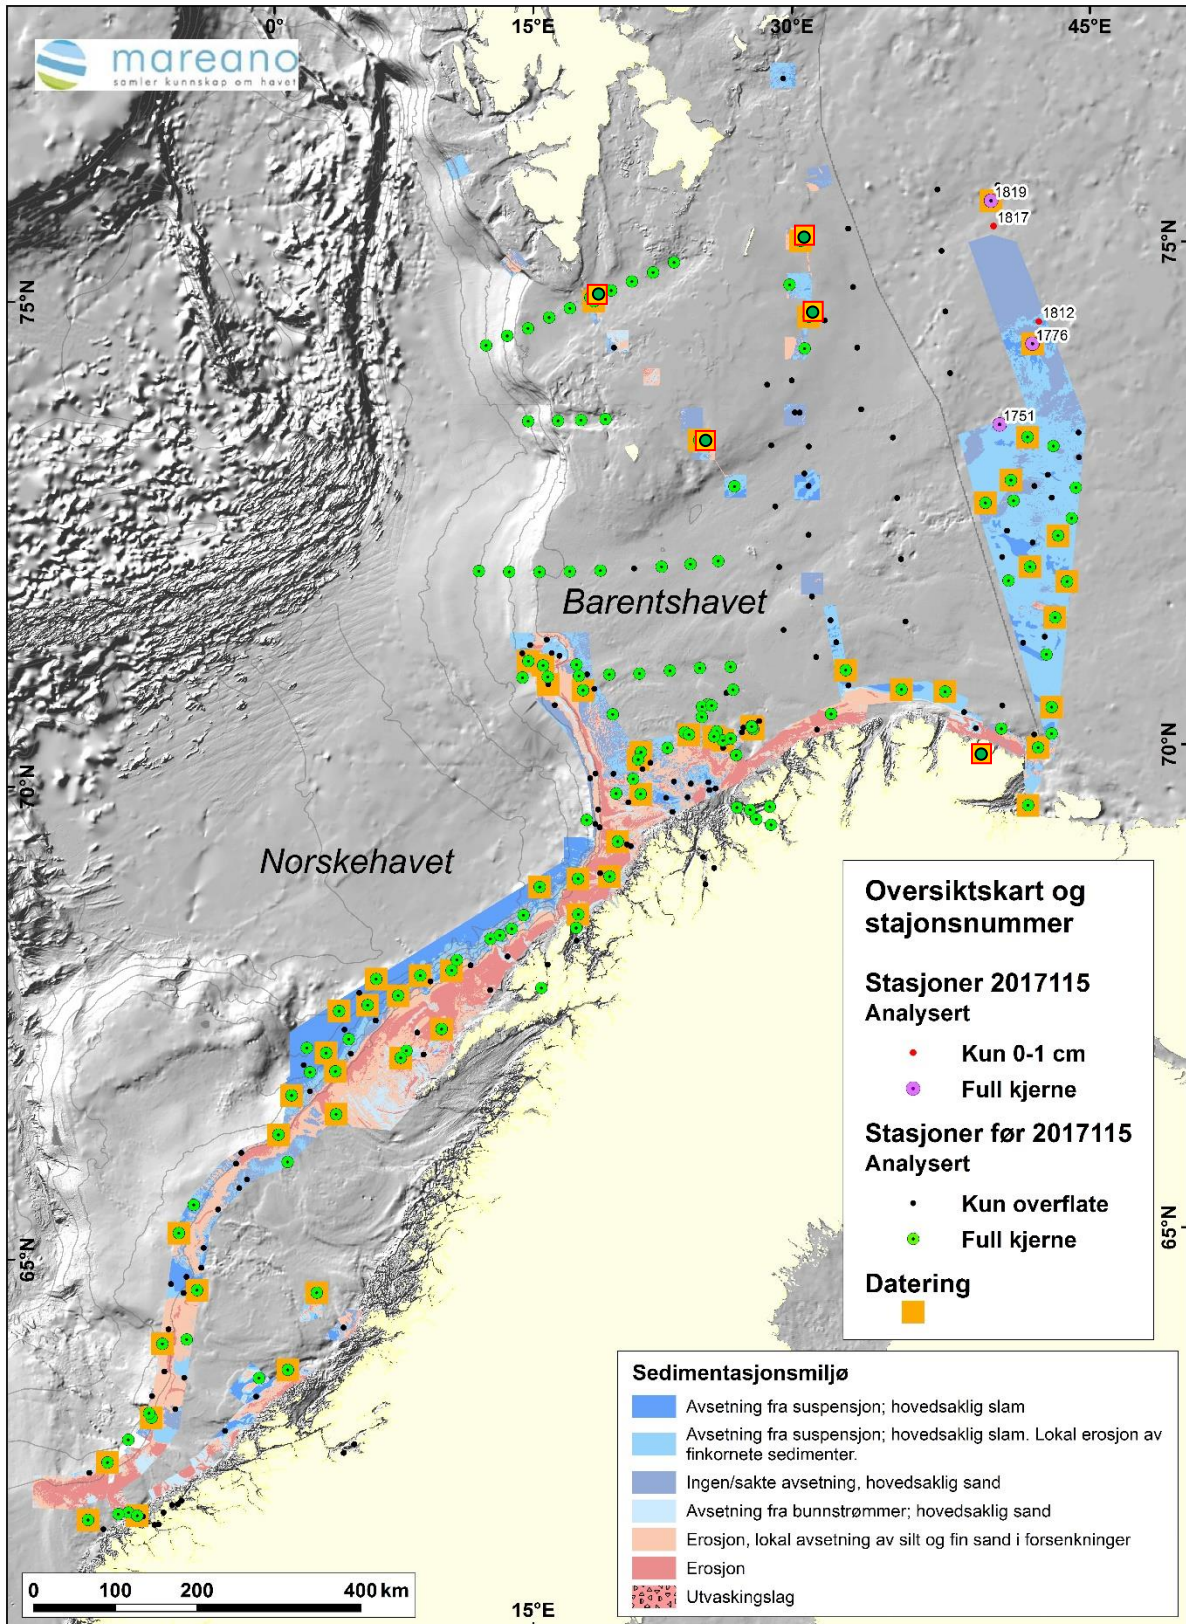 0°
15°E
30°E
45°E
mareano
samler kunnskap om havet
1819
1817
75°N
75°N
1812
1776
1751
Barentshavet
70°N
70°N
Norskehavet
Oversiktskart og
stajonsnummer
Stasjoner 2017115
Analysert
Kun 0-1 cm
Full kjerne
Stasjoner før 2017115
Analysert
Kun overflate
Full kjerne
Datering
65°N
65°N
Sedimentasjonsmiljø
Avsetning fra suspensjon; hovedsaklig slam
Avsetning fra suspensjon; hovedsaklig slam. Lokal erosjon av
finkornete sedimenter.
Ingen/sakte avsetning, hovedsaklig sand
Avsetning fra bunnstrømmer; hovedsaklig sand
Erosjon, lokal avsetning av silt og fin sand i forsenkninger
Erosjon
Utvaskingslag
0 100 200 400 km
15°E